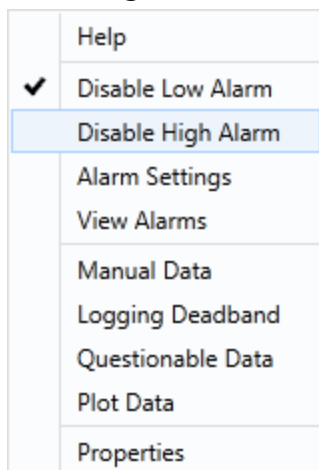 Help
Disable Low Alarm
Disable High Alarm
Alarm Settings
View Alarms
Manual Data
Logging Deadband
Questionable Data
Plot Data
Properties